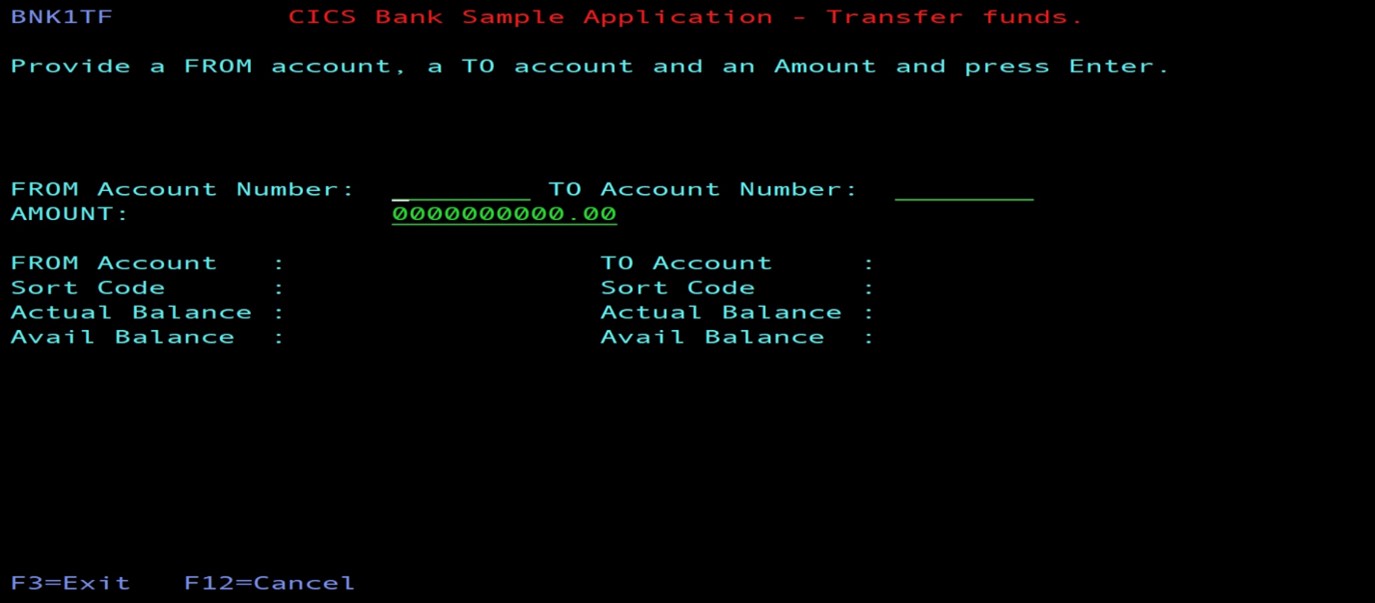 BNK1TF CICS Bank Sample Application - Transfer funds.
Provide a FROM account, a TO account and an Amount and press Enter.
FROM Account Number: TO Account Number:
AMOUNT: 0000000000.00
FROM Account : TO Account :
Sort Code : Sort Code :
Actual Balance : Actual Balance :
Avail Balance : Avail Balance :
F3=Exit F12=Cancel